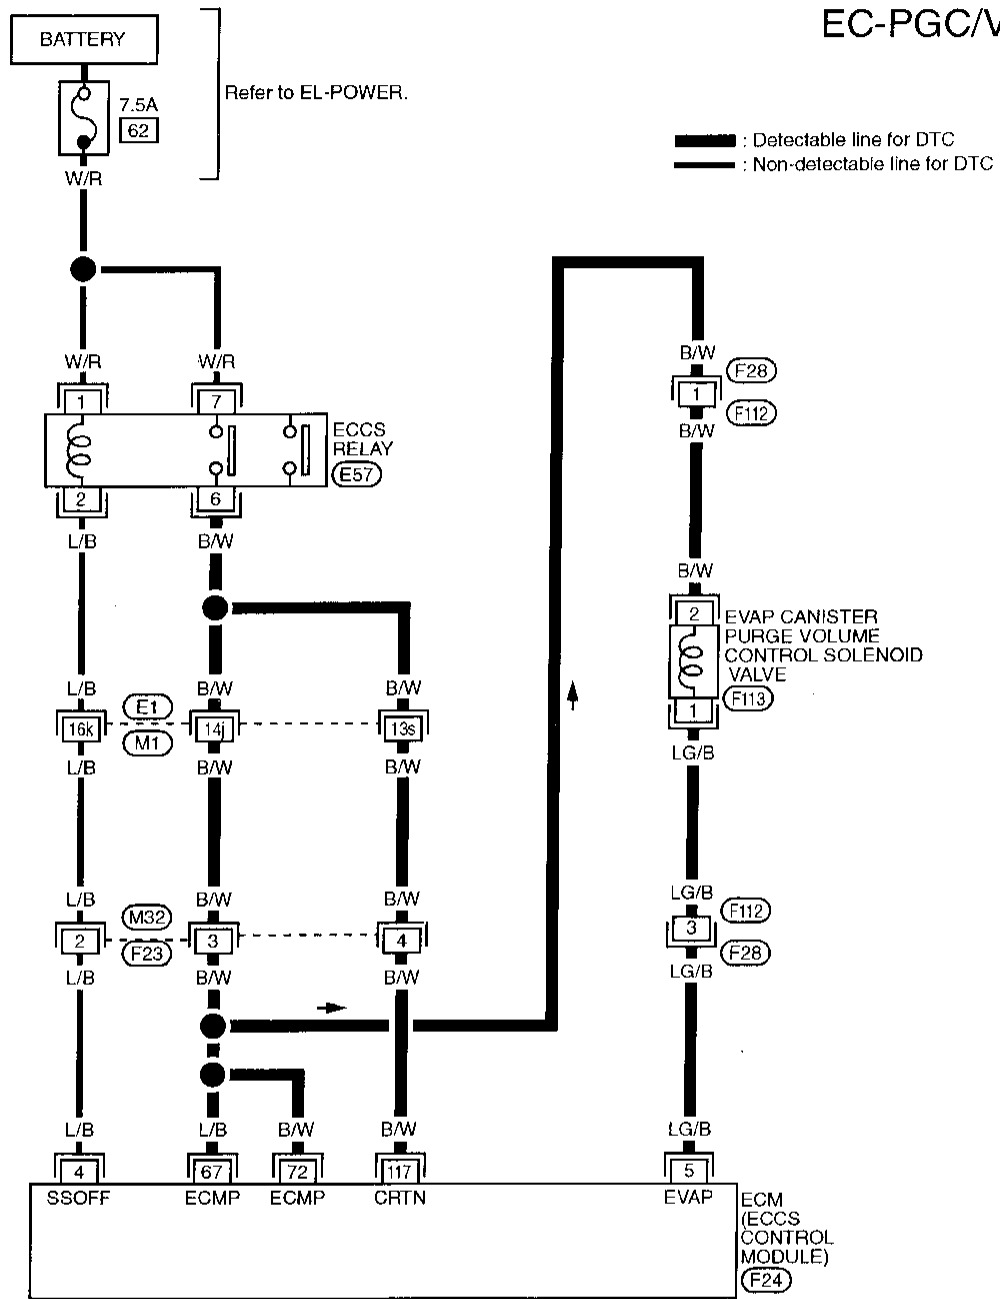 EC-PGC/V
BATTERY
7.5A
62
Refer to EL-POWER.
: Detectable line for DTC
: Non-detectable line for DTC
W/R
W/R
W/R
1
7
ECCS
RELAY
E57
2
6
L/B
B/W
B/W
F28
1
F112
B/W
B/W
2
EVAP CANISTER
PURGE VOLUME
CONTROL SOLENOID
VALVE
F113
1
LG/B
L/B
B/W
B/W
E1
M1
16k
14j
13s
L/B
B/W
B/W
L/B
B/W
B/W
M32
F23
2
3
4
L/B
B/W
LG/B
F112
3
F28
LG/B
L/B
L/B
B/W
B/W
LG/B
4
67
72
117
5
SSOFF
ECMP
ECMP
CRTN
EVAP
ECM
(ECCS
CONTROL
MODULE)
F24